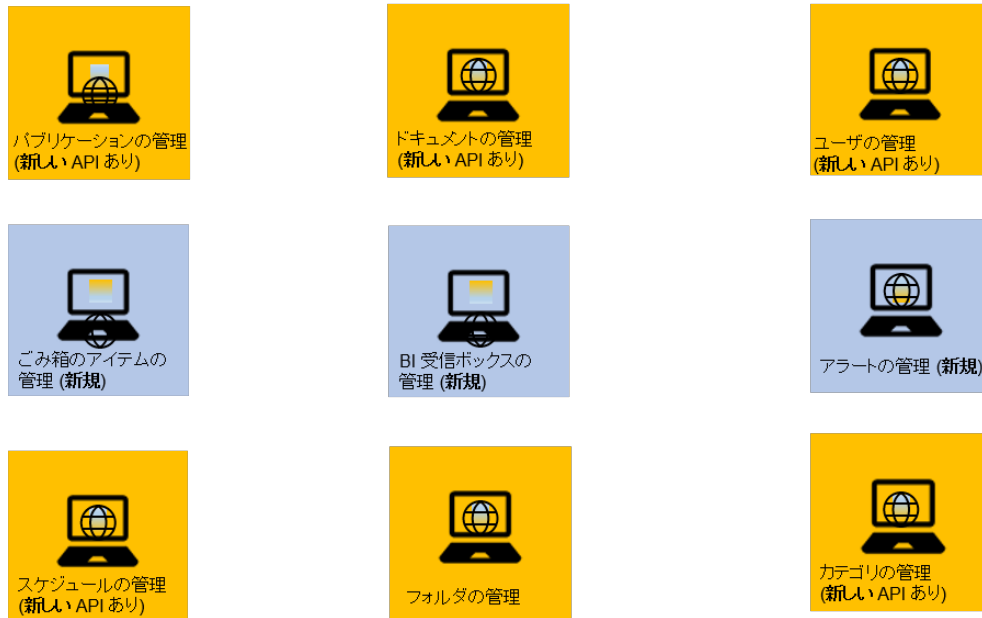 パブリケーションの管理
(新しい API あり)
ドキュメントの管理
(新しい API あり)
ユーザの管理
(新しい API あり)
ごみ箱のアイテムの
管理 (新規)
BI 受信ボックスの
管理 (新規)
アラートの管理 (新規)
スケジュールの管理
(新しい API あり)
フォルダの管理
カテゴリの管理
(新しい API あり)